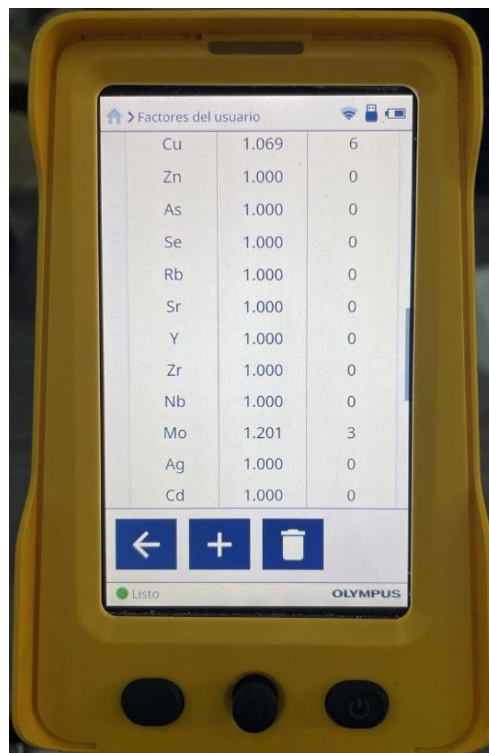 Factores del usuario
Cu 1.069 6
Zn 1.000 0
As 1.000 0
Se 1.000 0
Rb 1.000 0
Sr 1.000 0
Y 1.000 0
Zr 1.000 0
Nb 1.000 0
Mo 1.201 3
Ag 1.000 0
Cd 1.000 0
Listo OLYMPUS